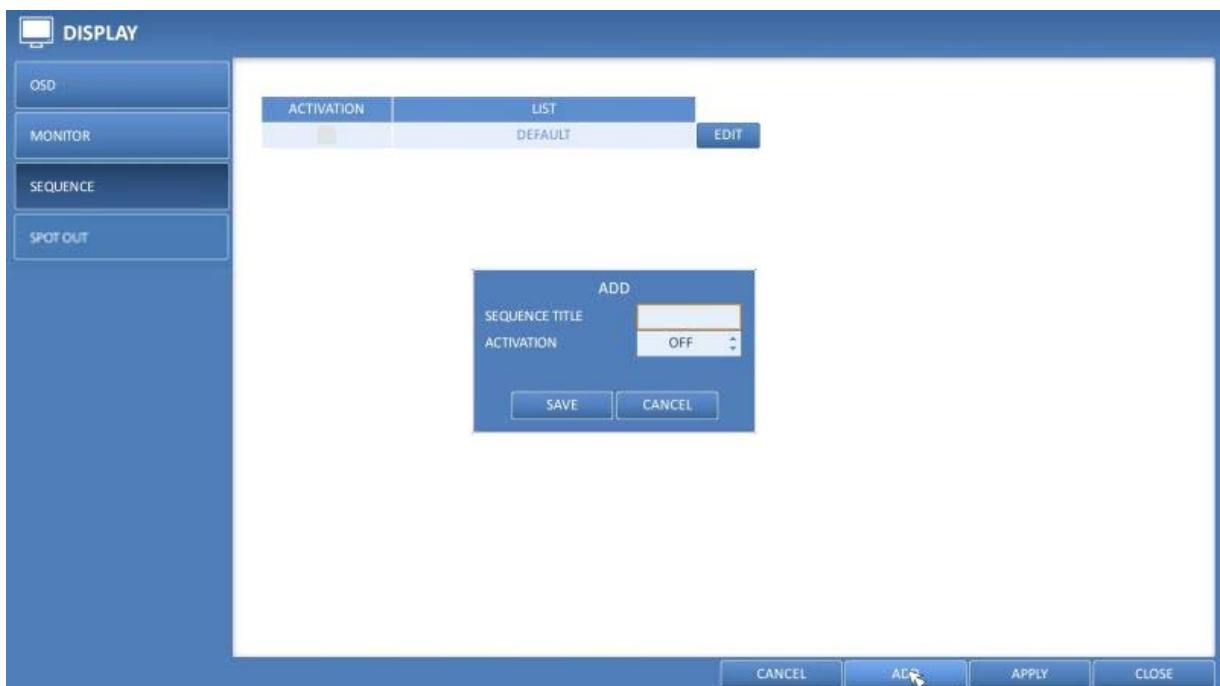 DISPLAY
OSD
MONITOR
SEQUENCE
SPOT OUT
ACTIVATION LIST
DEFAULT EDIT
ADD
SEQUENCE TITLE
ACTIVATION OFF
SAVE CANCEL
CANCEL ADD APPLY CLOSE